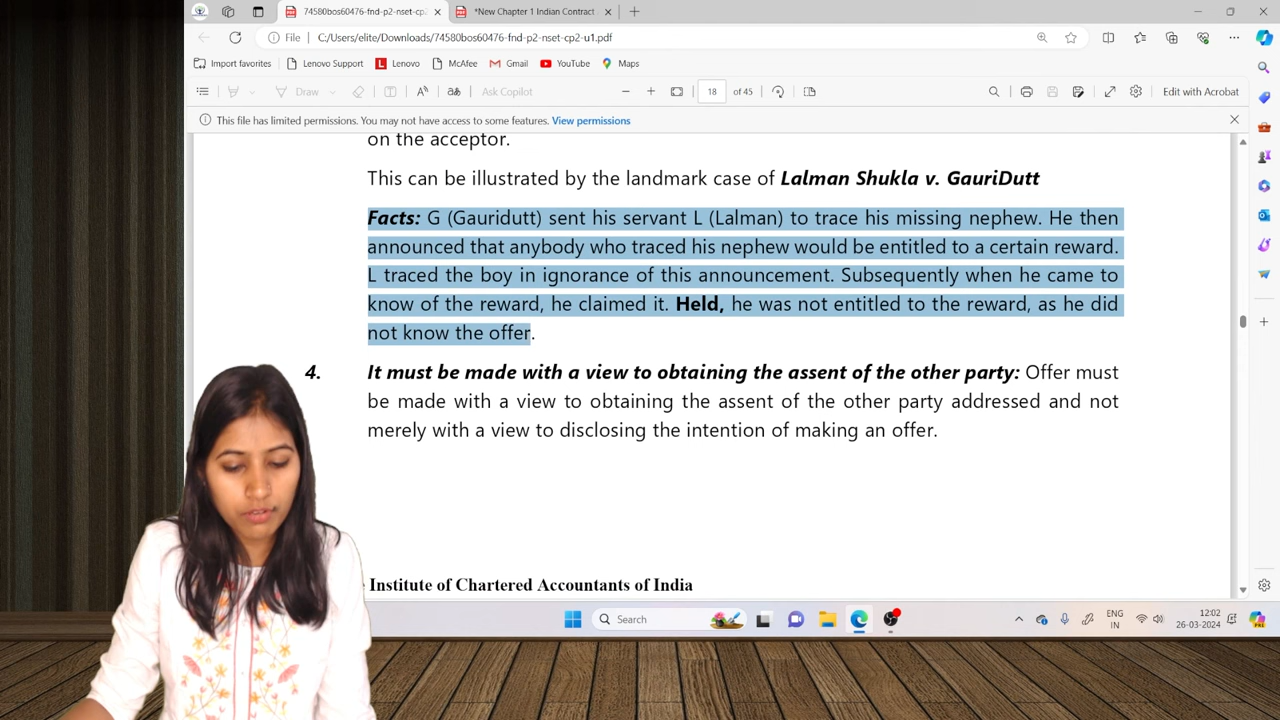 74580bos60476-fnd-p2-nset-cp2-
*New Chapter 1 Indian Contract
File
C:/Users/elite/Downloads/74580bos60476-fnd-p2-nset-cp2-u1.pdf
Import favorites
Lenovo Support
L Lenovo
McAfee
Gmail
YouTube
Maps
Draw
Ask Copilot
18 of 45
Edit with Acrobat
This file has limited permissions. You may not have access to some features. View permissions
on the acceptor.
This can be illustrated by the landmark case of Lalman Shukla v. GauriDutt
Facts: G (Gauridutt) sent his servant L (Lalman) to trace his missing nephew. He then
announced that anybody who traced his nephew would be entitled to a certain reward.
L traced the boy in ignorance of this announcement. Subsequently when he came to
know of the reward, he claimed it. Held, he was not entitled to the reward, as he did
not know the offer.
4. It must be made with a view to obtaining the assent of the other party: Offer must
be made with a view to obtaining the assent of the other party addressed and not
merely with a view to disclosing the intention of making an offer.
Institute of Chartered Accountants of India
Search
ENG
IN
12:02
26-03-2024